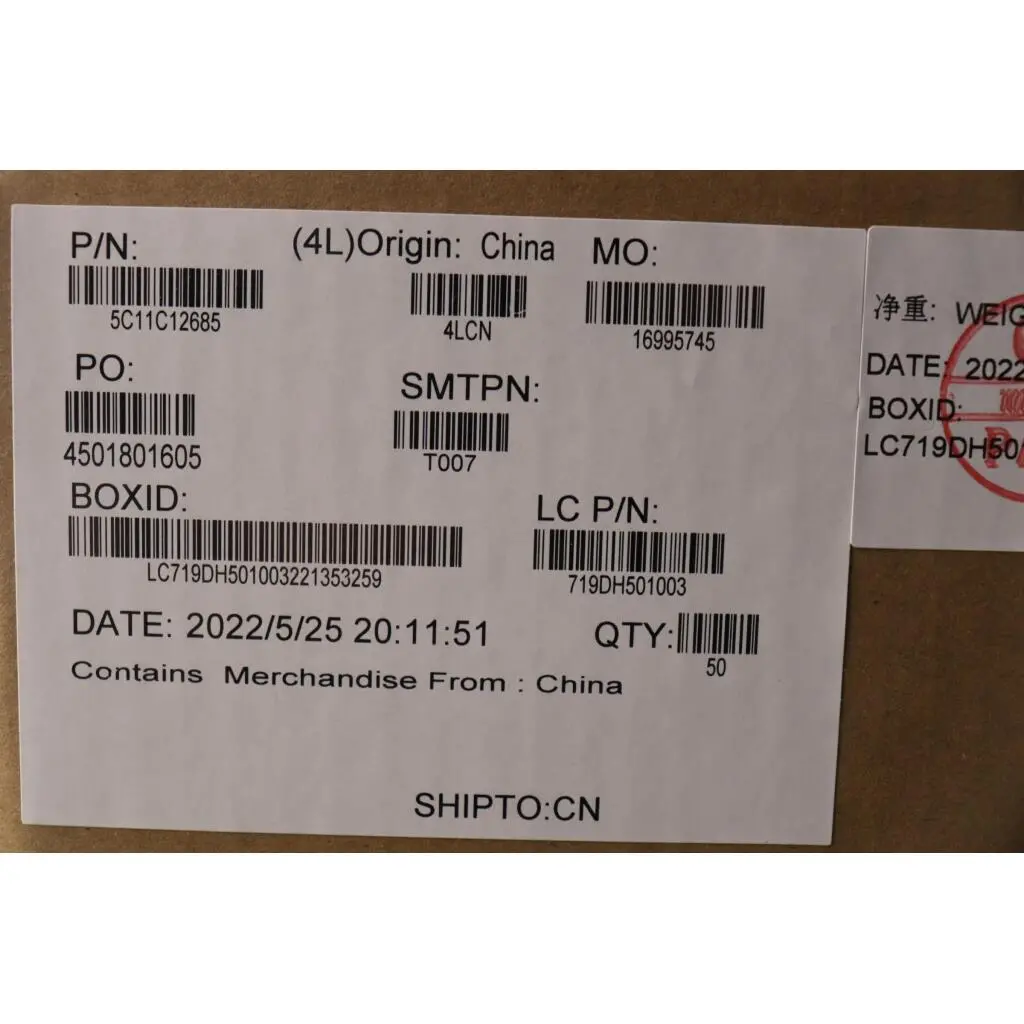 P/N:
(4L)Origin: China
MO:
5C11C12685
4LCN
16995745
PO:
SMTPN:
4501801605
T007
BOXID:
LC P/N:
LC719DH501003221353259
719DH501003
DATE: 2022/5/25 20:11:51
QTY:
50
Contains Merchandise From : China
SHIPTO:CN
净重: WEIG
DATE: 2022
BOXID:
LC719DH50